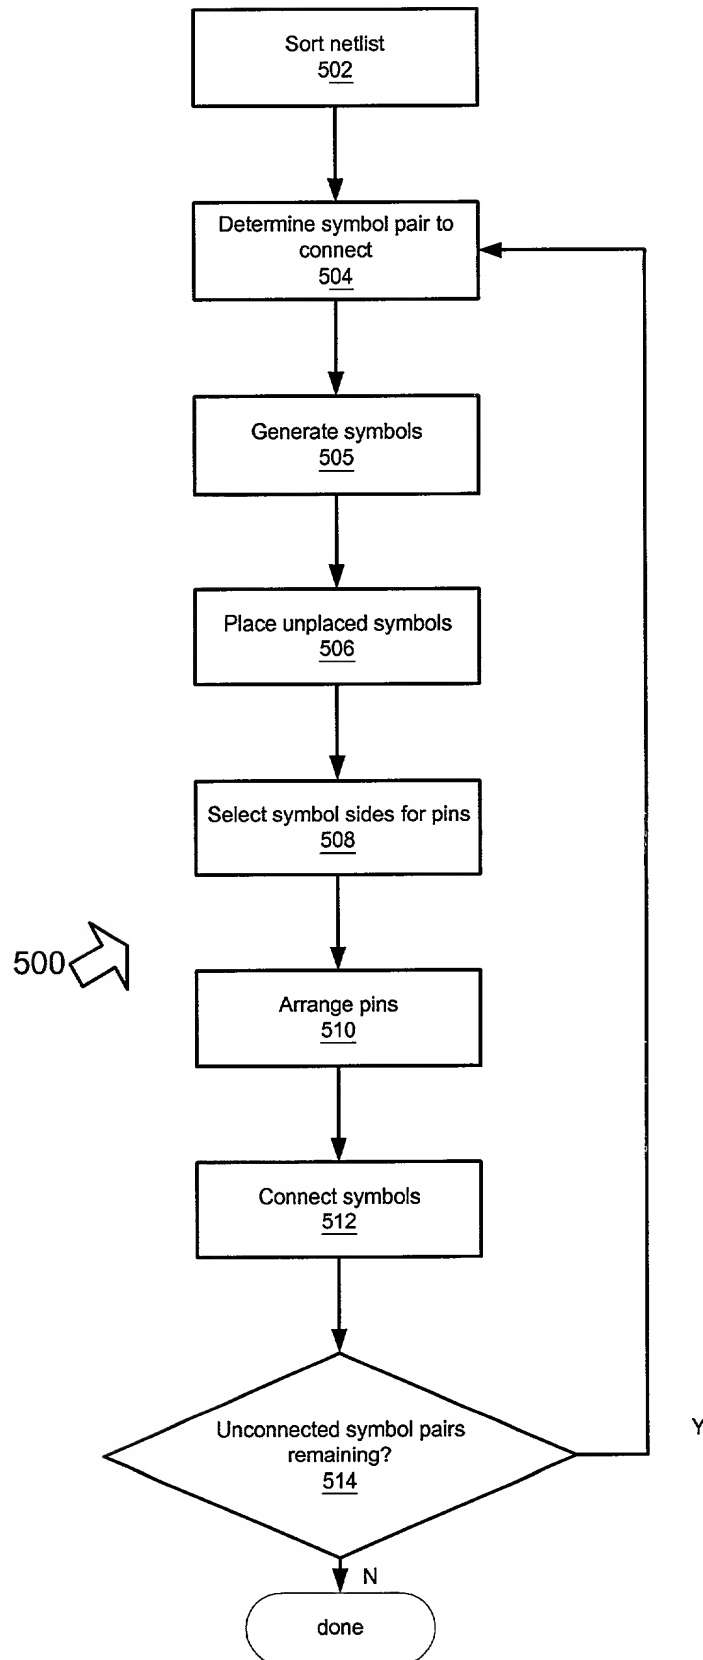 Sort netlist
502
Determine symbol pair to
connect
504
Generate symbols
505
Place unplaced symbols
506
Select symbol sides for pins
508
500
Arrange pins
510
Connect symbols
512
Unconnected symbol pairs
remaining?
514
Y
N
done